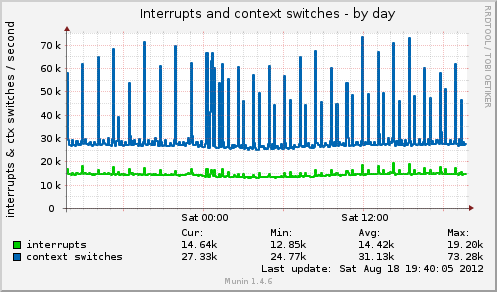 Interrupts and context switches - by day
RRDTOOL / TOBI OETIKER
interrupts & ctx switches / second
70 k
60 k
50 k
40 k
30 k
20 k
10 k
0
Sat 00:00 Sat 12:00
Cur: Min: Avg: Max:
interrupts 14.64k 12.85k 14.42k 19.20k
context switches 27.33k 24.77k 31.13k 73.28k
Last update: Sat Aug 18 19:40:05 2012
Munin 1.4.6